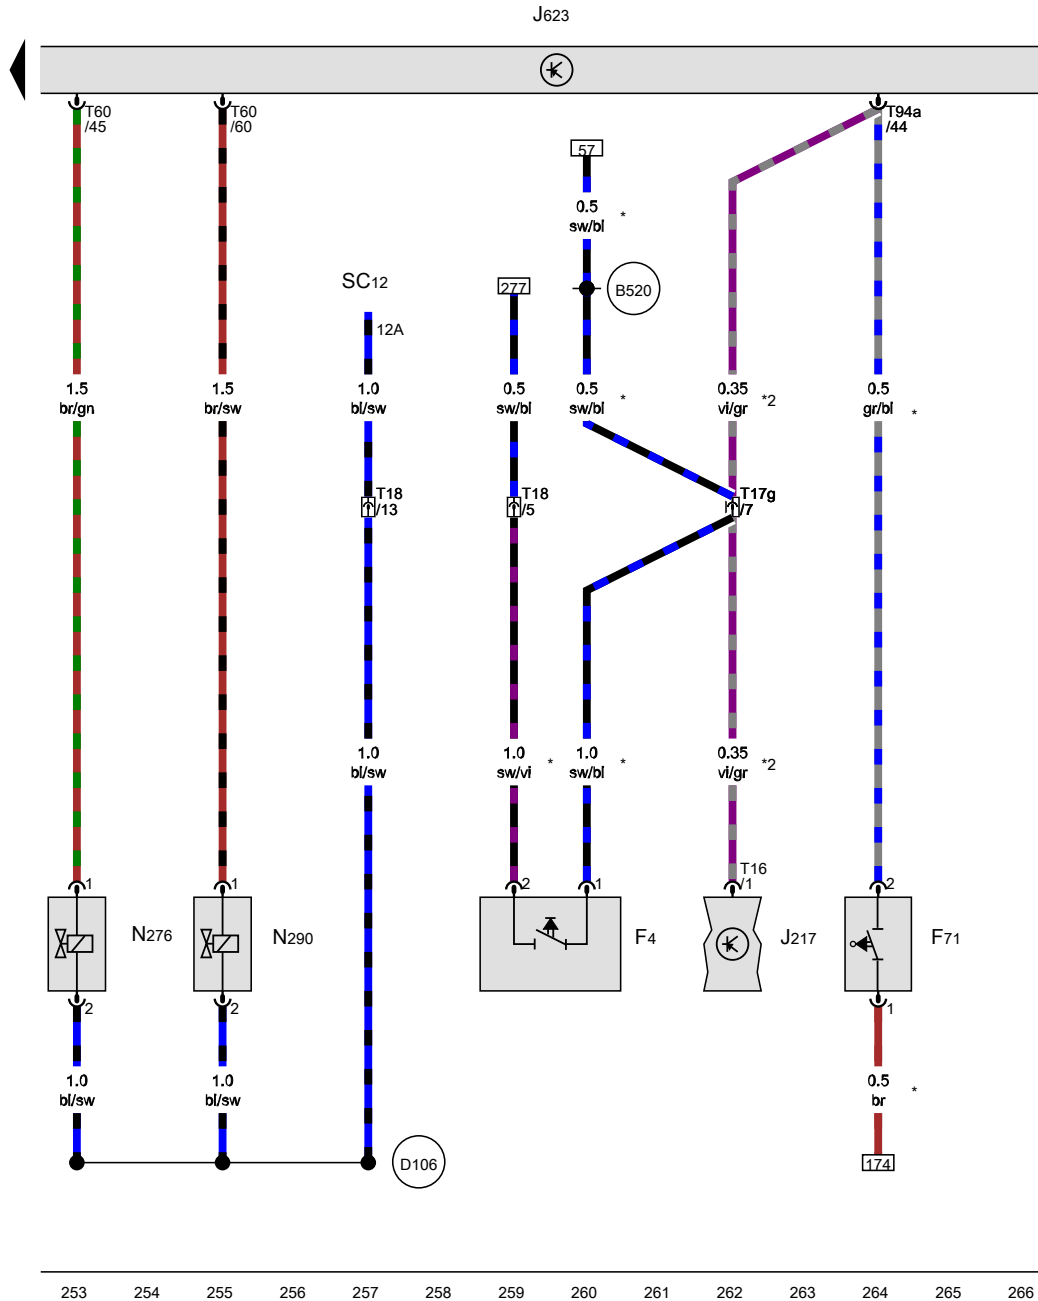 J623
T60
/45
T60
/60
T94a
/44
57
0.5
sw/bl
*
SC12
277
B520
12A
1.5
br/gn
1.5
br/sw
1.0
bl/sw
0.5
sw/bl
0.5
sw/bl
*
0.35
vi/gr
*2
0.5
gr/bl
*
T18
/13
T18
/5
T17g
/7
1.0
bl/sw
1.0
sw/vi
*
1.0
sw/bl
*
0.35
vi/gr
*2
1
1
2
1
T16
/1
2
N276
N290
F4
J217
F71
2
2
1
1.0
bl/sw
1.0
bl/sw
0.5
br
*
D106
174
253 254 255 256 257 258 259 260 261 262 263 264 265 266